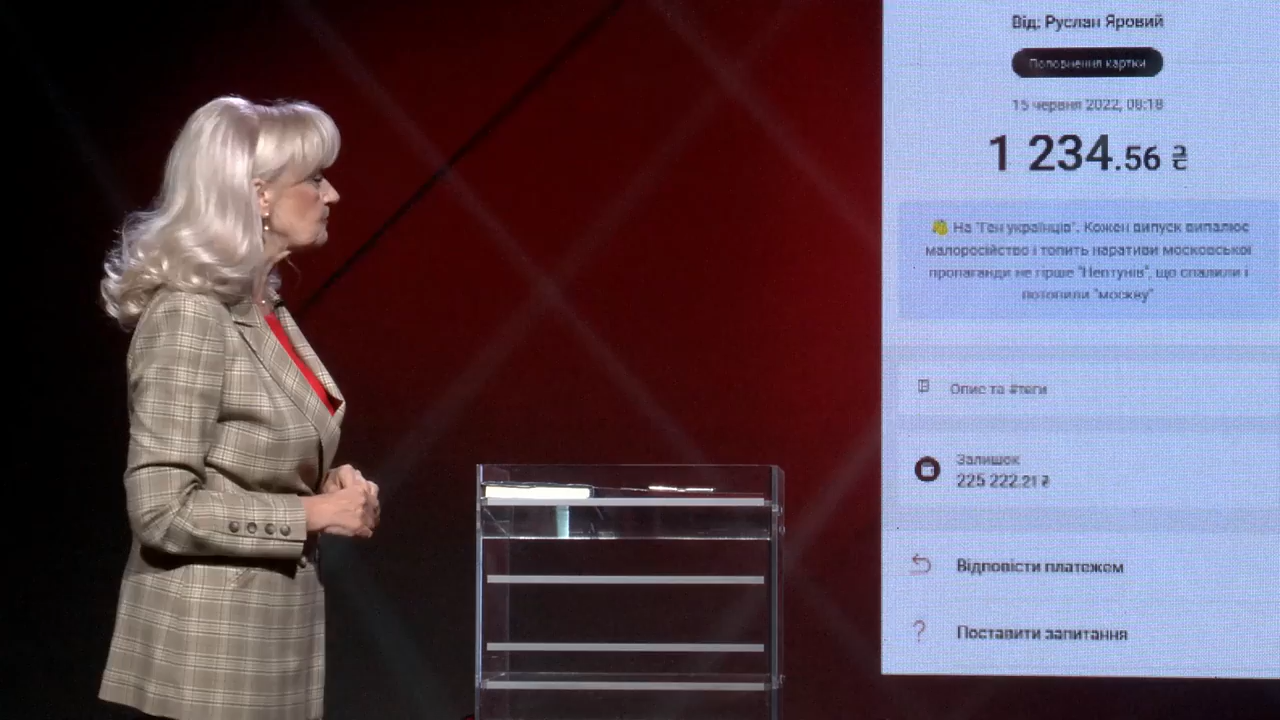 Від: Руслан Яровий
Поповнення картки
15 червня 2022, 08:18
1 234.56 ₴
На "Ген українців". Кожен випуск випалює
малоросійство і топить наративи московської
пропаганди не гірше "Нептунів", що спалили і
потопили "москву"
Опис та #теги
Залишок
225 222.21 ₴
Відповісти платежем
Поставити запитання